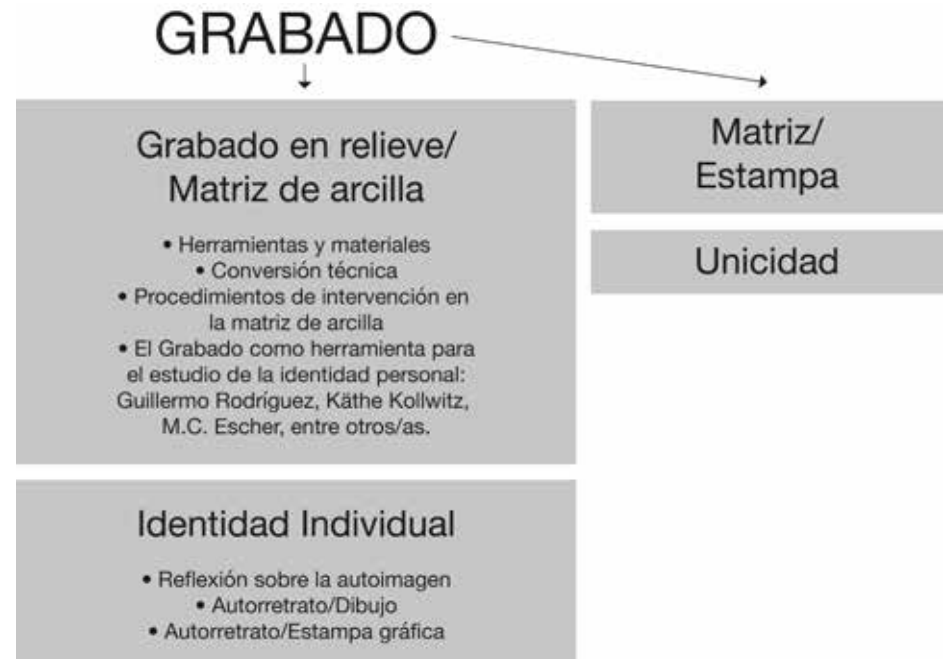 GRABADO
Grabado en relieve/
Matriz de arcilla
• Herramientas y materiales
• Conversión técnica
• Procedimientos de intervención en
la matriz de arcilla
• El Grabado como herramienta para
el estudio de la identidad personal:
Guillermo Rodríguez, Käthe Kollwitz,
M.C. Escher, entre otros/as.
Identidad Individual
• Reflexión sobre la autoimagen
• Autorretrato/Dibujo
• Autorretrato/Estampa gráfica
Matriz/
Estampa
Unicidad